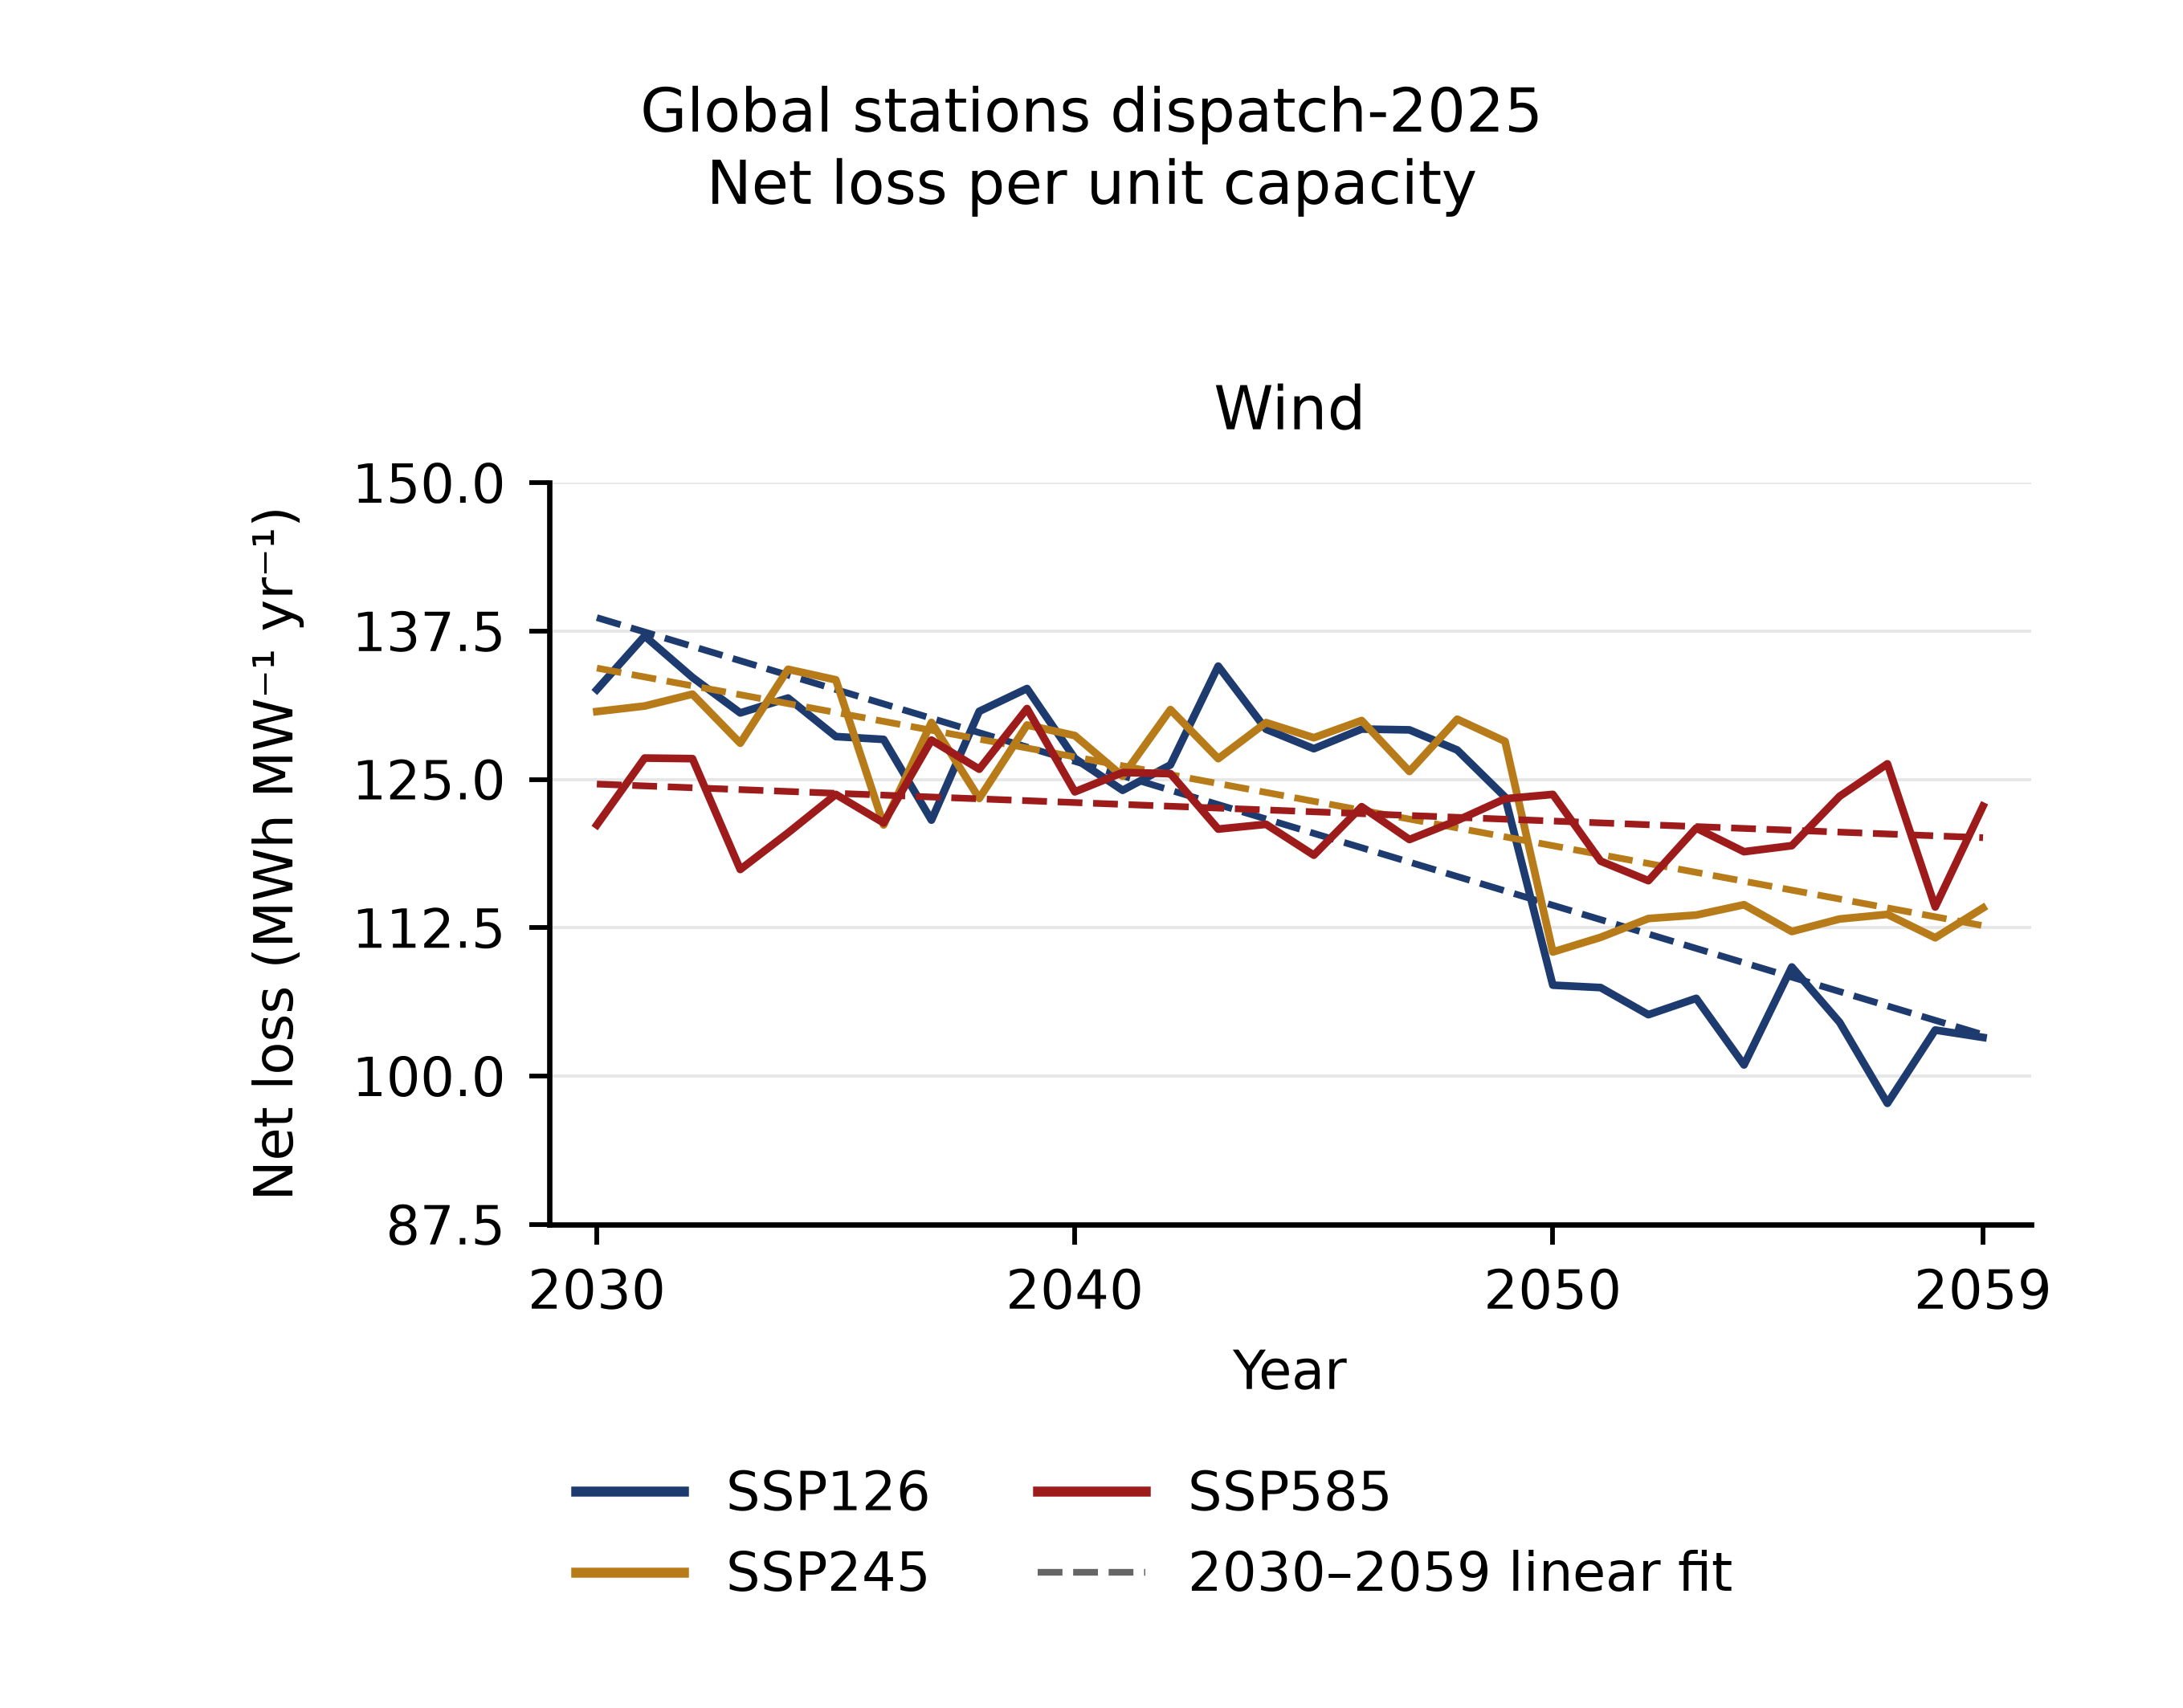 Global stations dispatch-2025
Net loss per unit capacity
Wind
Net loss (MWh MW⁻¹ yr⁻¹)
150.0
137.5
125.0
112.5
100.0
87.5
2030 2040 2050 2059
Year
SSP126 SSP585
SSP245 2030–2059 linear fit